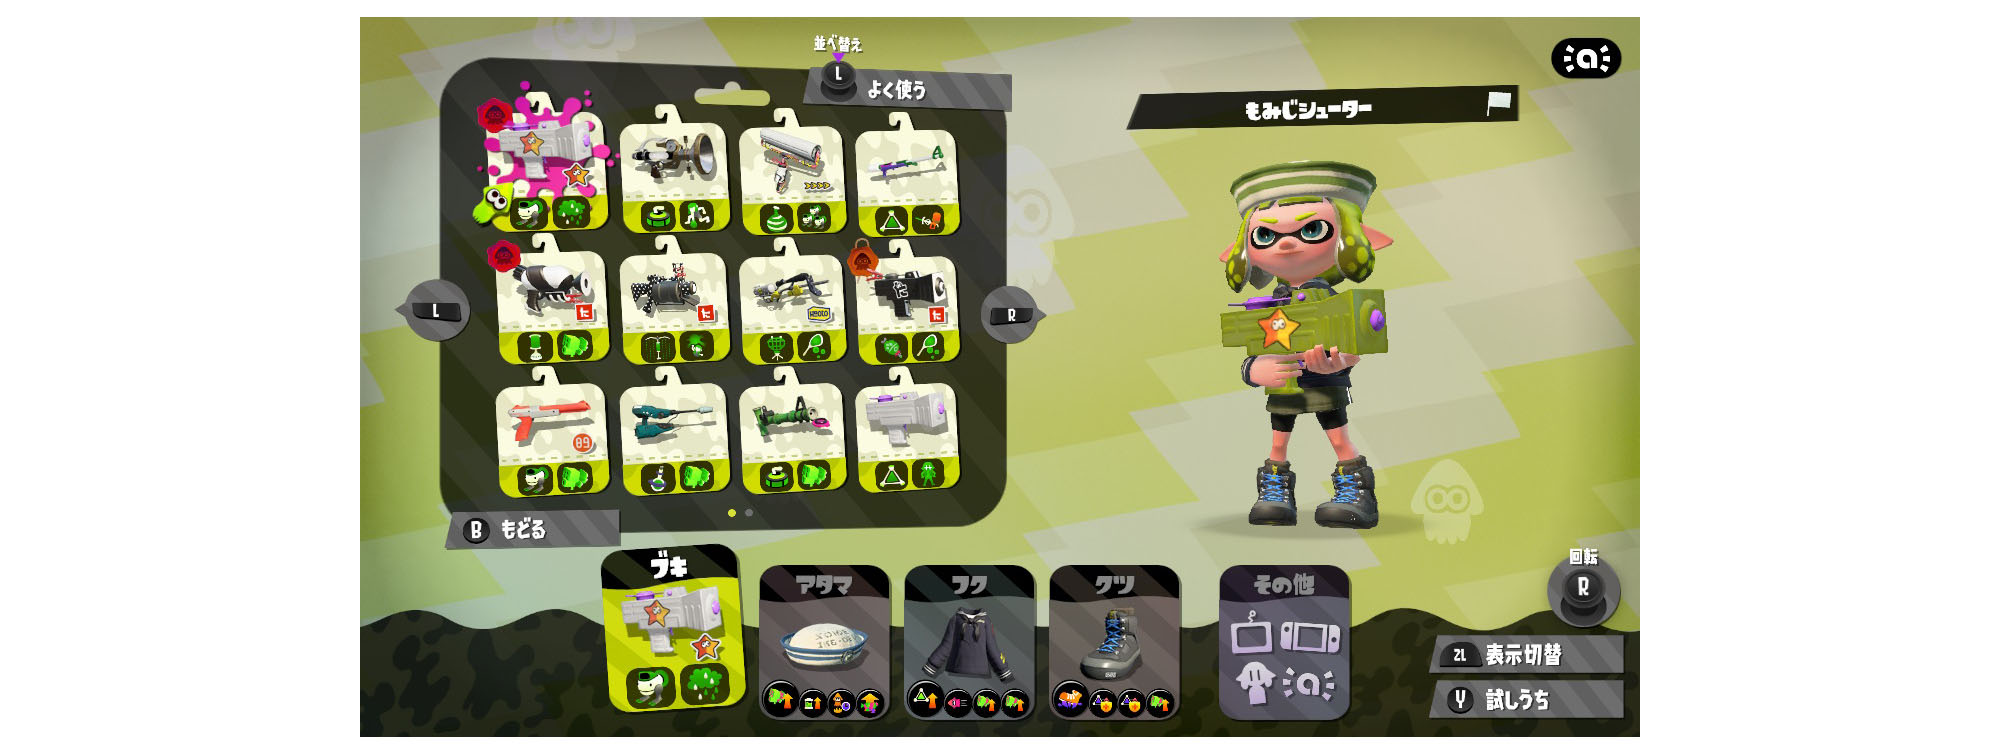 並べ替え
L
よく使う
もみじシューター
L
R
89
B もどる
ブキ
アタマ
フク
クツ
その他
回転
R
ZL 表示切替
Y 試しうち